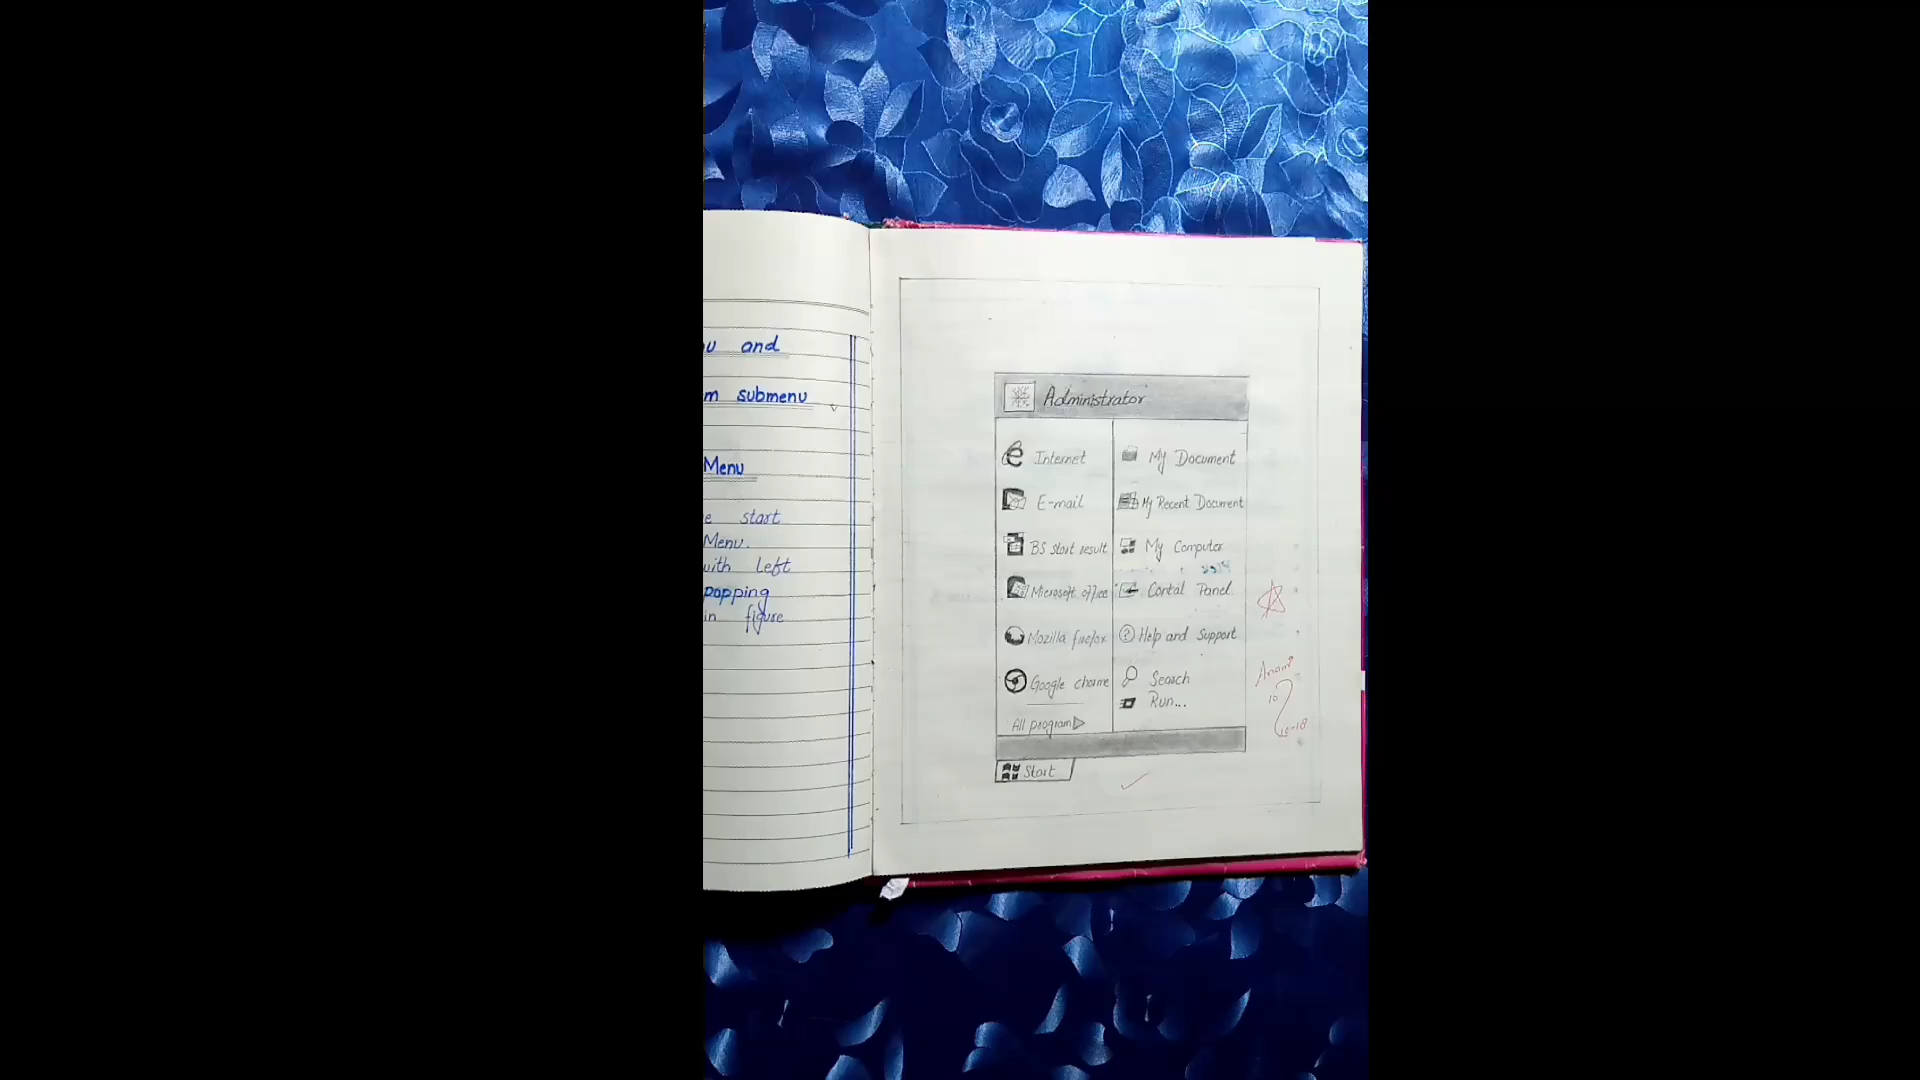 u and
m submenu
Menu
e start
Menu.
with left
popping
in figure
Administrator
Internet
E-mail
BS start result
Microsoft office
Mozilla firefox
Google chrome
All program
My Document
My Recent Document
My Computer
Contal Panel
Help and Support
Search
Run...
Start